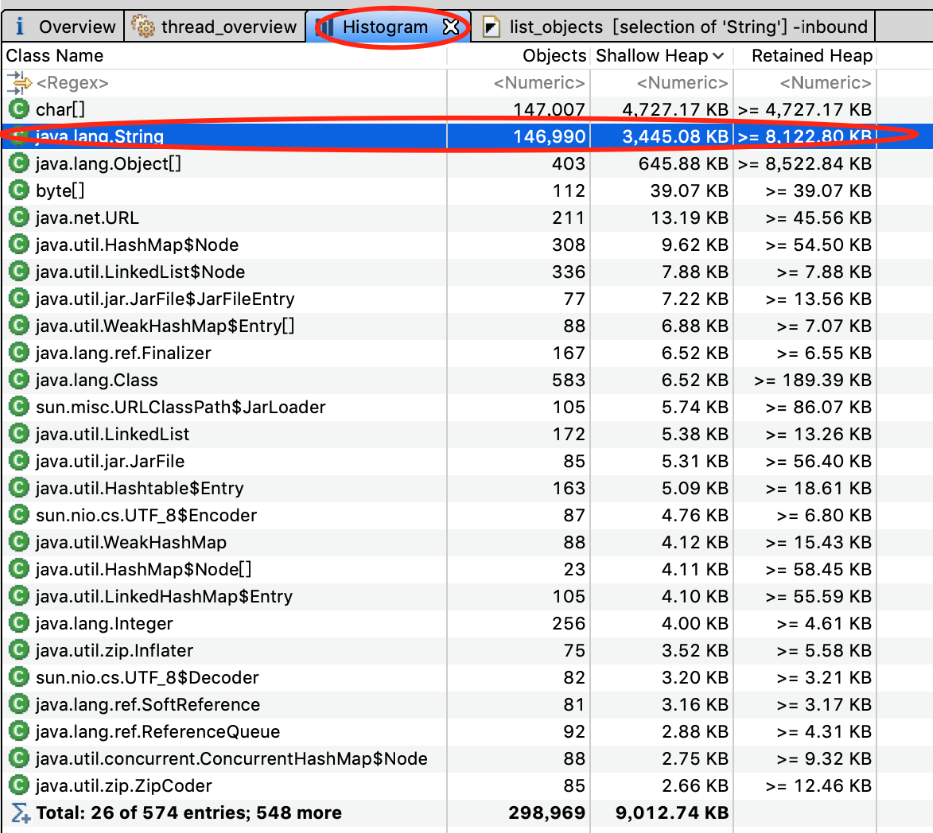 i Overview thread_overview Histogram list_objects [selection of 'String'] -inbound
Class Name Objects Shallow Heap Retained Heap
<Regex> <Numeric> <Numeric> <Numeric>
C char[] 147,007 4,727.17 KB >= 4,727.17 KB
java.lang.String 146,990 3,445.08 KB >= 8,122.80 KB
C java.lang.Object[] 403 645.88 KB >= 8,522.84 KB
C byte[] 112 39.07 KB >= 39.07 KB
C java.net.URL 211 13.19 KB >= 45.56 KB
C java.util.HashMap$Node 308 9.62 KB >= 54.50 KB
C java.util.LinkedList$Node 336 7.88 KB >= 7.88 KB
C java.util.jar.JarFile$JarFileEntry 77 7.22 KB >= 13.56 KB
C java.util.WeakHashMap$Entry[] 88 6.88 KB >= 7.07 KB
C java.lang.ref.Finalizer 167 6.52 KB >= 6.55 KB
C java.lang.Class 583 6.52 KB >= 189.39 KB
C sun.misc.URLClassPath$JarLoader 105 5.74 KB >= 86.07 KB
C java.util.LinkedList 172 5.38 KB >= 13.26 KB
C java.util.jar.JarFile 85 5.31 KB >= 56.40 KB
C java.util.Hashtable$Entry 163 5.09 KB >= 18.61 KB
C sun.nio.cs.UTF_8$Encoder 87 4.76 KB >= 6.80 KB
C java.util.WeakHashMap 88 4.12 KB >= 15.43 KB
C java.util.HashMap$Node[] 23 4.11 KB >= 58.45 KB
C java.util.LinkedHashMap$Entry 105 4.10 KB >= 55.59 KB
C java.lang.Integer 256 4.00 KB >= 4.61 KB
C java.util.zip.Inflater 75 3.52 KB >= 5.58 KB
C sun.nio.cs.UTF_8$Decoder 82 3.20 KB >= 3.21 KB
C java.lang.ref.SoftReference 81 3.16 KB >= 3.17 KB
C java.lang.ref.ReferenceQueue 92 2.88 KB >= 4.31 KB
C java.util.concurrent.ConcurrentHashMap$Node 88 2.75 KB >= 9.32 KB
C java.util.zip.ZipCoder 85 2.66 KB >= 12.46 KB
Total: 26 of 574 entries; 548 more 298,969 9,012.74 KB